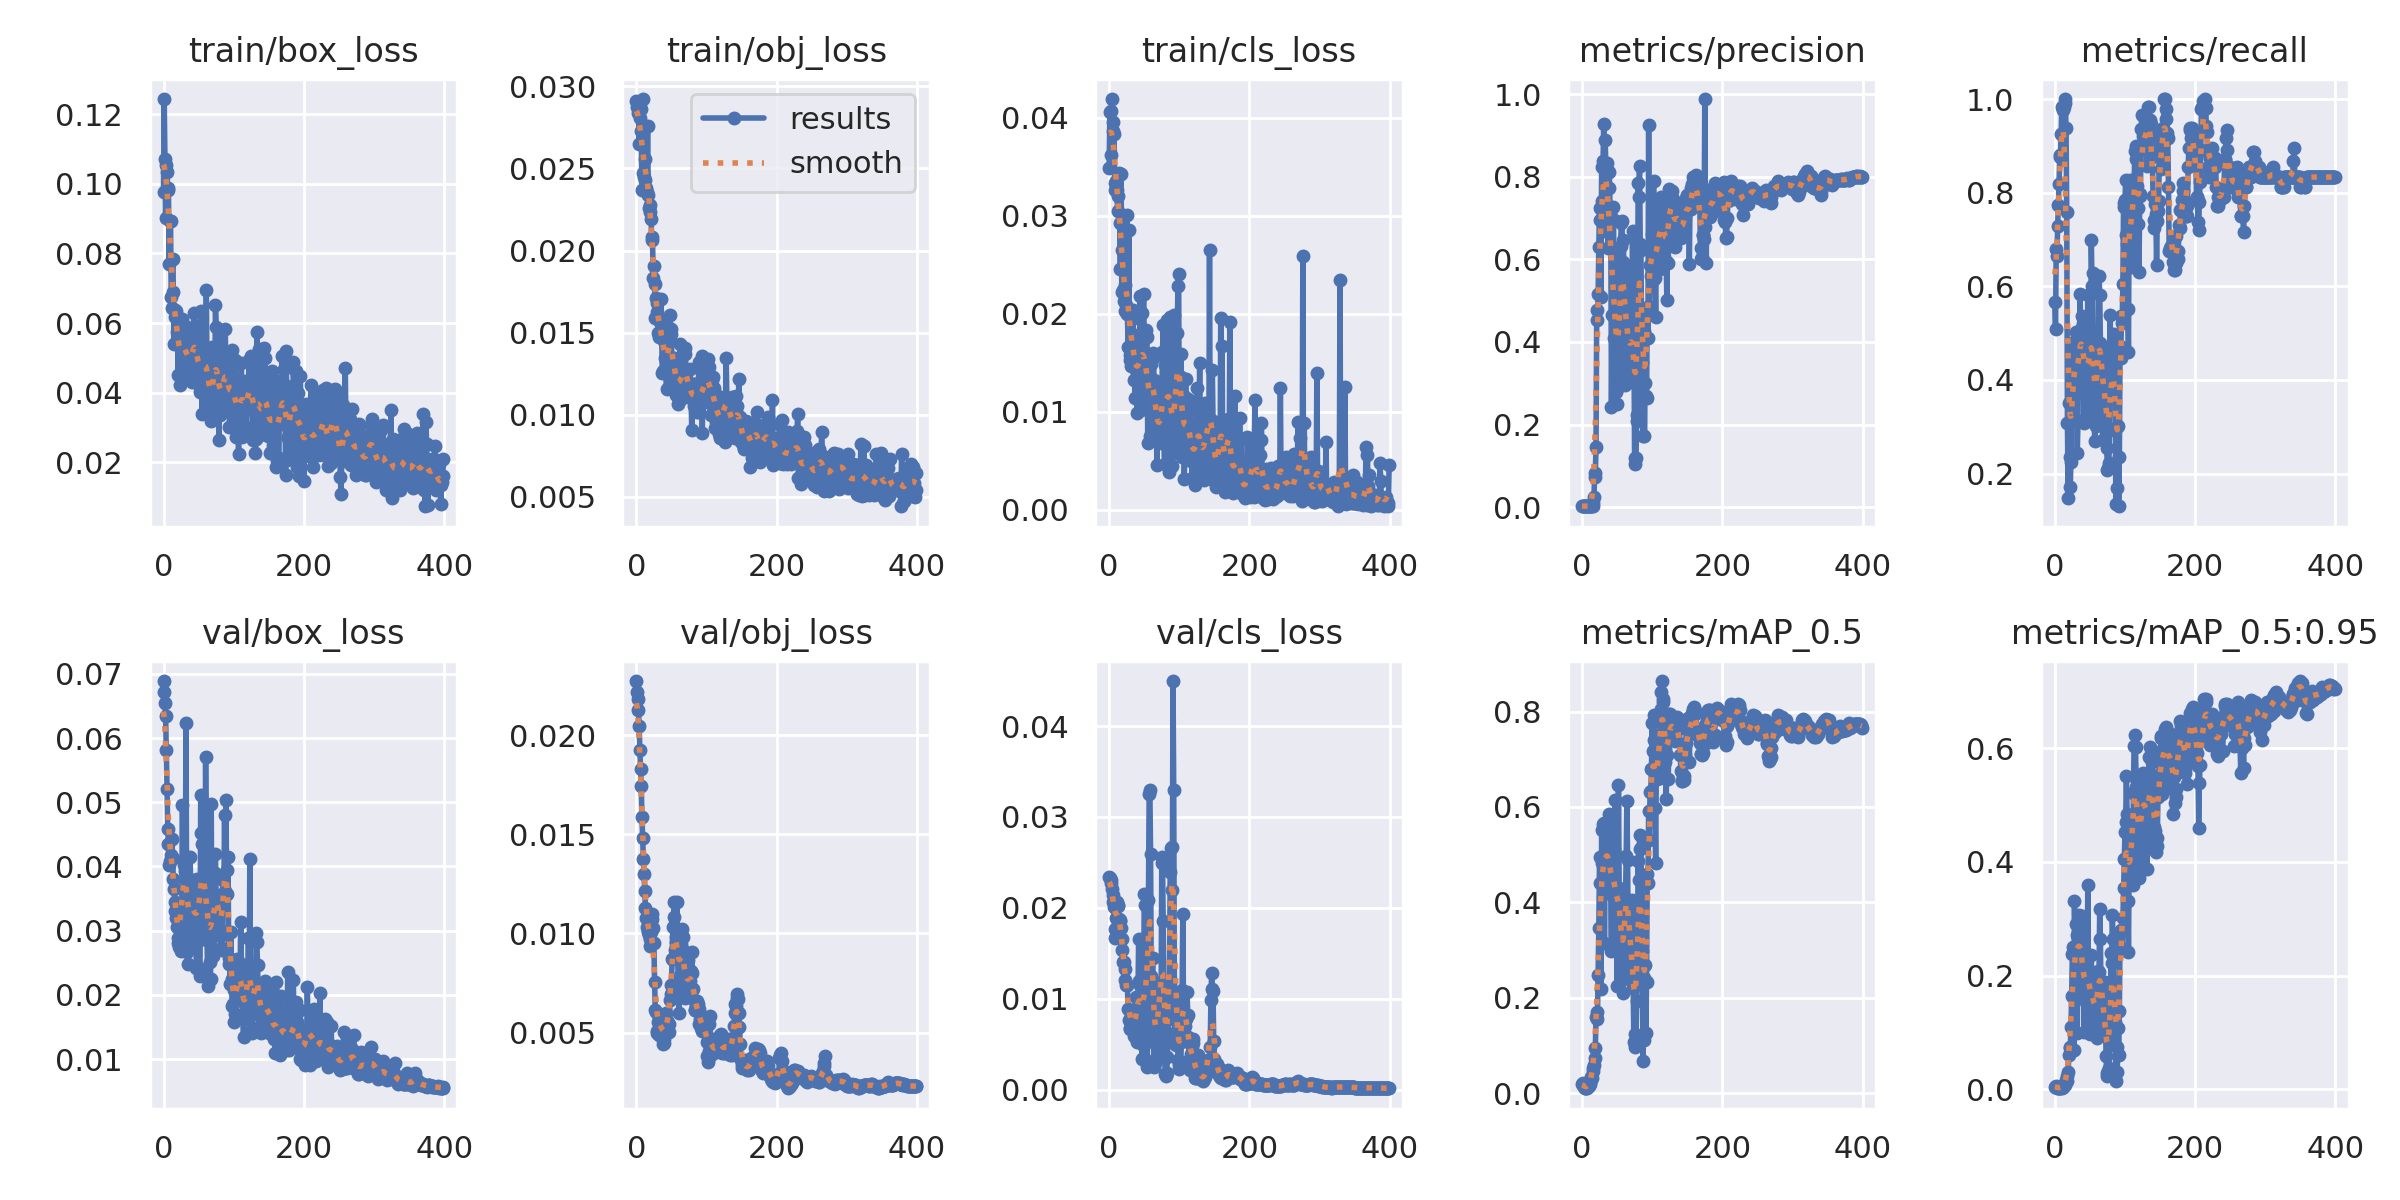 train/box_loss
train/obj_loss
train/cls_loss
metrics/precision
metrics/recall
0.12
0.10
0.08
0.06
0.04
0.02
0 200 400
0.030
0.025
0.020
0.015
0.010
0.005
results
smooth
0 200 400
0.04
0.03
0.02
0.01
0.00
0 200 400
1.0
0.8
0.6
0.4
0.2
0.0
0 200 400
1.0
0.8
0.6
0.4
0.2
0 200 400
val/box_loss
val/obj_loss
val/cls_loss
metrics/mAP_0.5
metrics/mAP_0.5:0.95
0.07
0.06
0.05
0.04
0.03
0.02
0.01
0 200 400
0.020
0.015
0.010
0.005
0 200 400
0.04
0.03
0.02
0.01
0.00
0 200 400
0.8
0.6
0.4
0.2
0.0
0 200 400
0.6
0.4
0.2
0.0
0 200 400